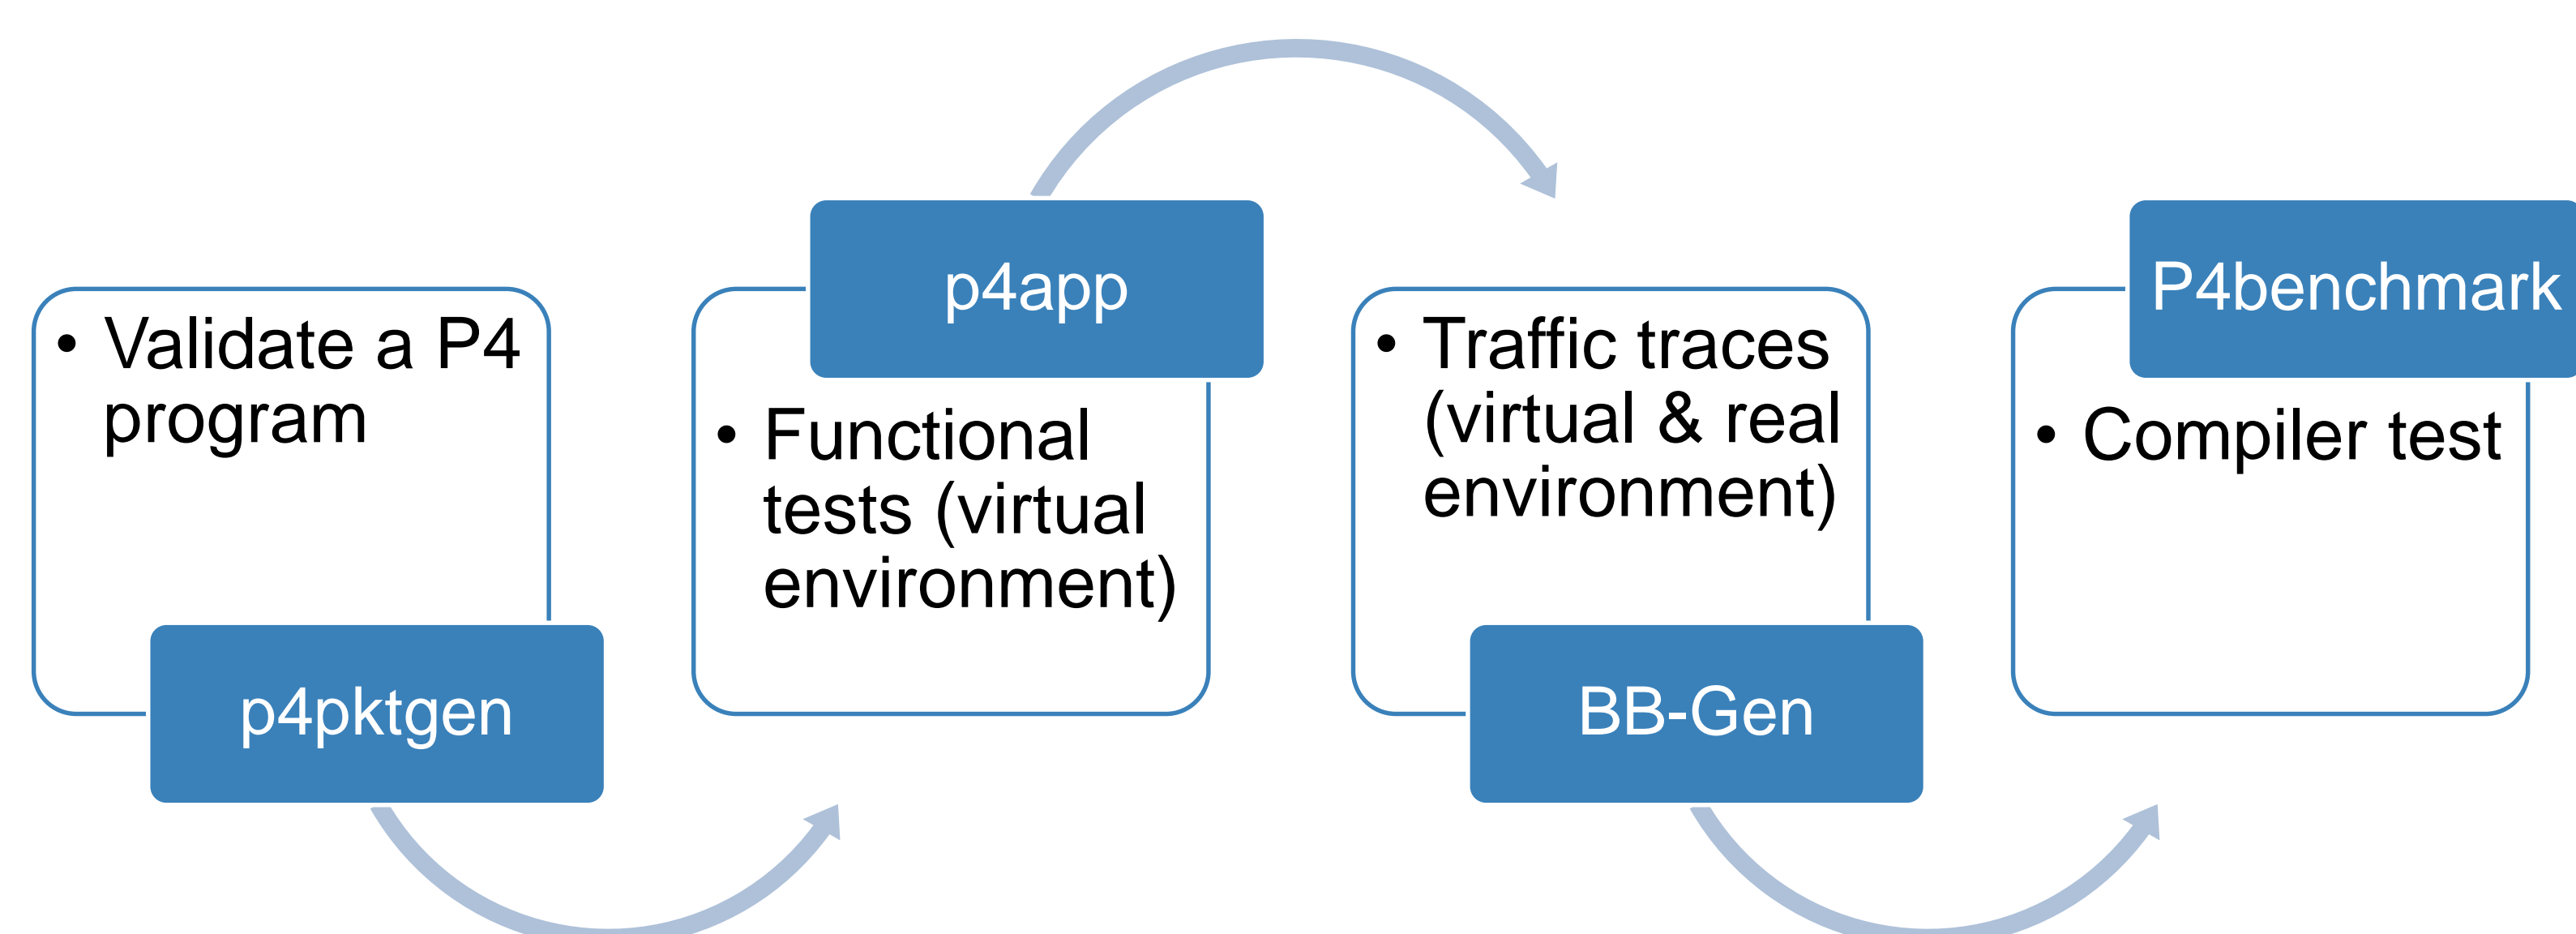 • Validate a P4
program
p4pktgen
p4app
• Functional
tests (virtual
environment)
• Traffic traces
(virtual & real
environment)
BB-Gen
P4benchmark
• Compiler test